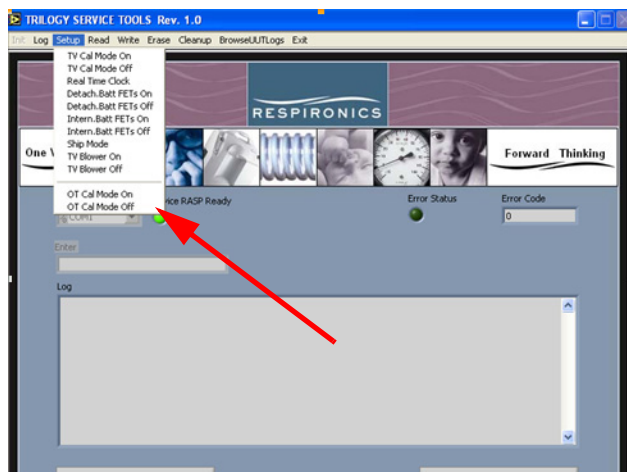 TRILOGY SERVICE TOOLS Rev. 1.0
Init Log Setup Read Write Erase Cleanup BrowseUUTLogs Exit
TV Cal Mode On
TV Cal Mode Off
Real Time Clock
Detach.Batt FETs On
Detach.Batt FETs Off
Intern.Batt FETs On
Intern.Batt FETs Off
Ship Mode
TV Blower On
TV Blower Off
OT Cal Mode On
OT Cal Mode Off
RESPIRONICS
One
Forward Thinking
RASP Ready
Error Status
Error Code
COM1
0
Enter
Log